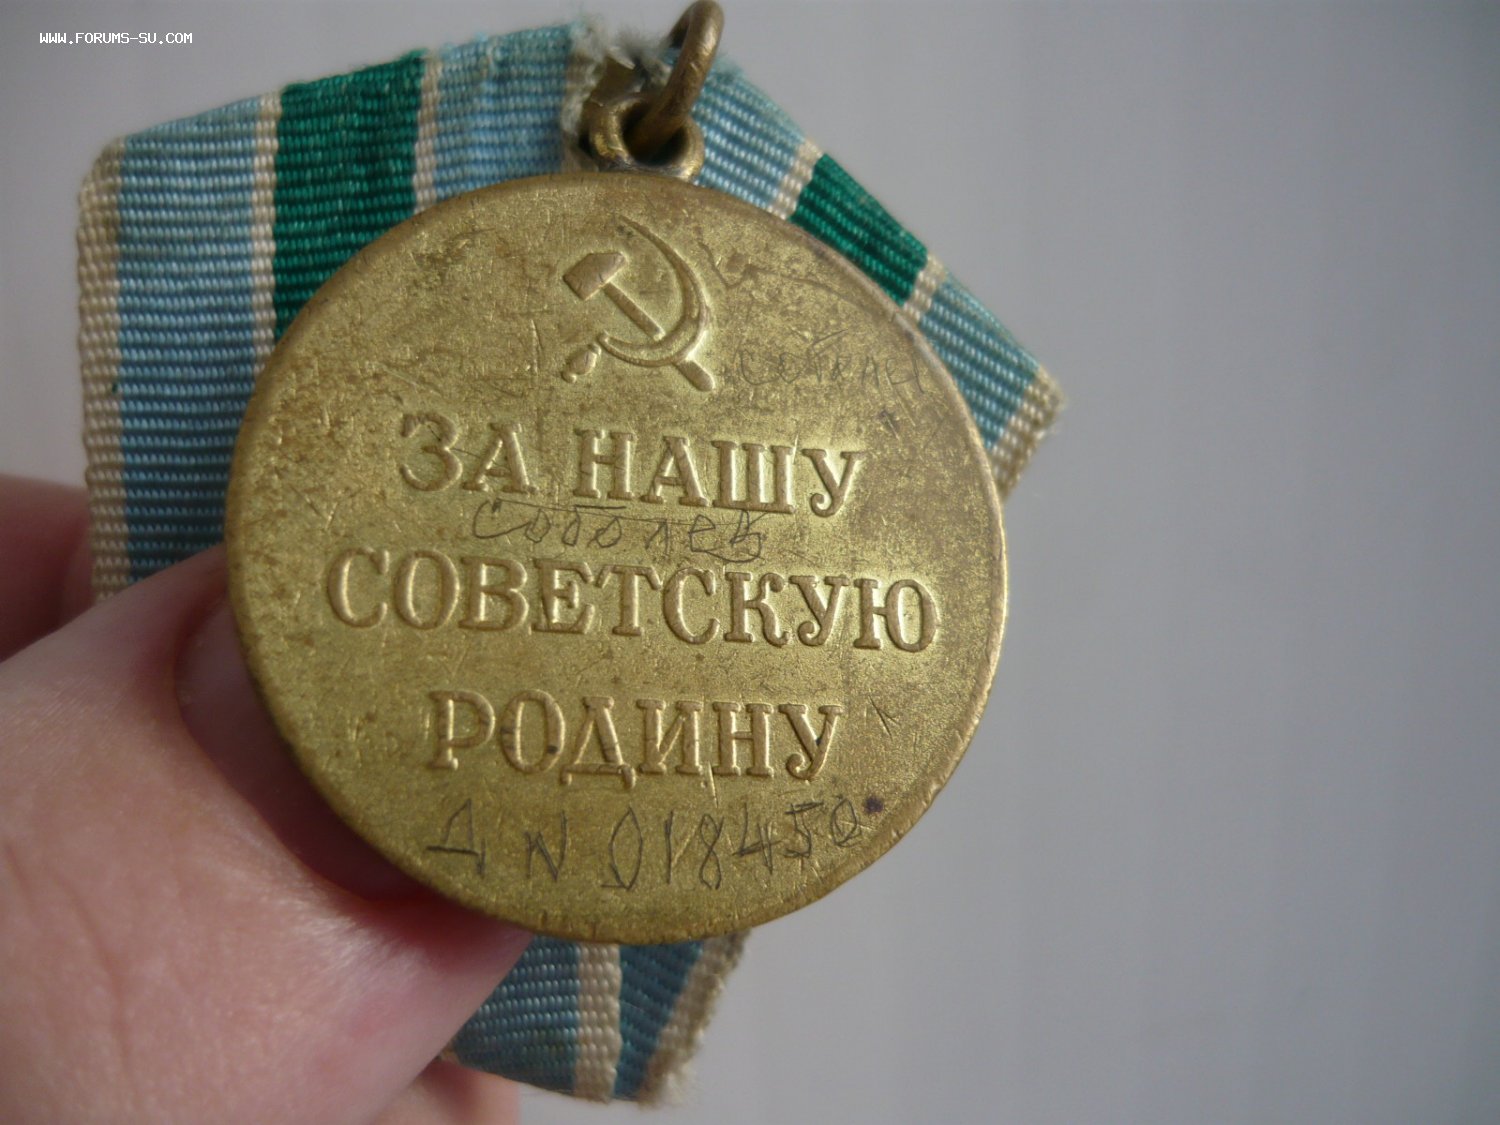 WWW.FORUMS-SU.COM
ЗА НАШУ
Соболев
СОВЕТСКУЮ
РОДИНУ
Д N 018450